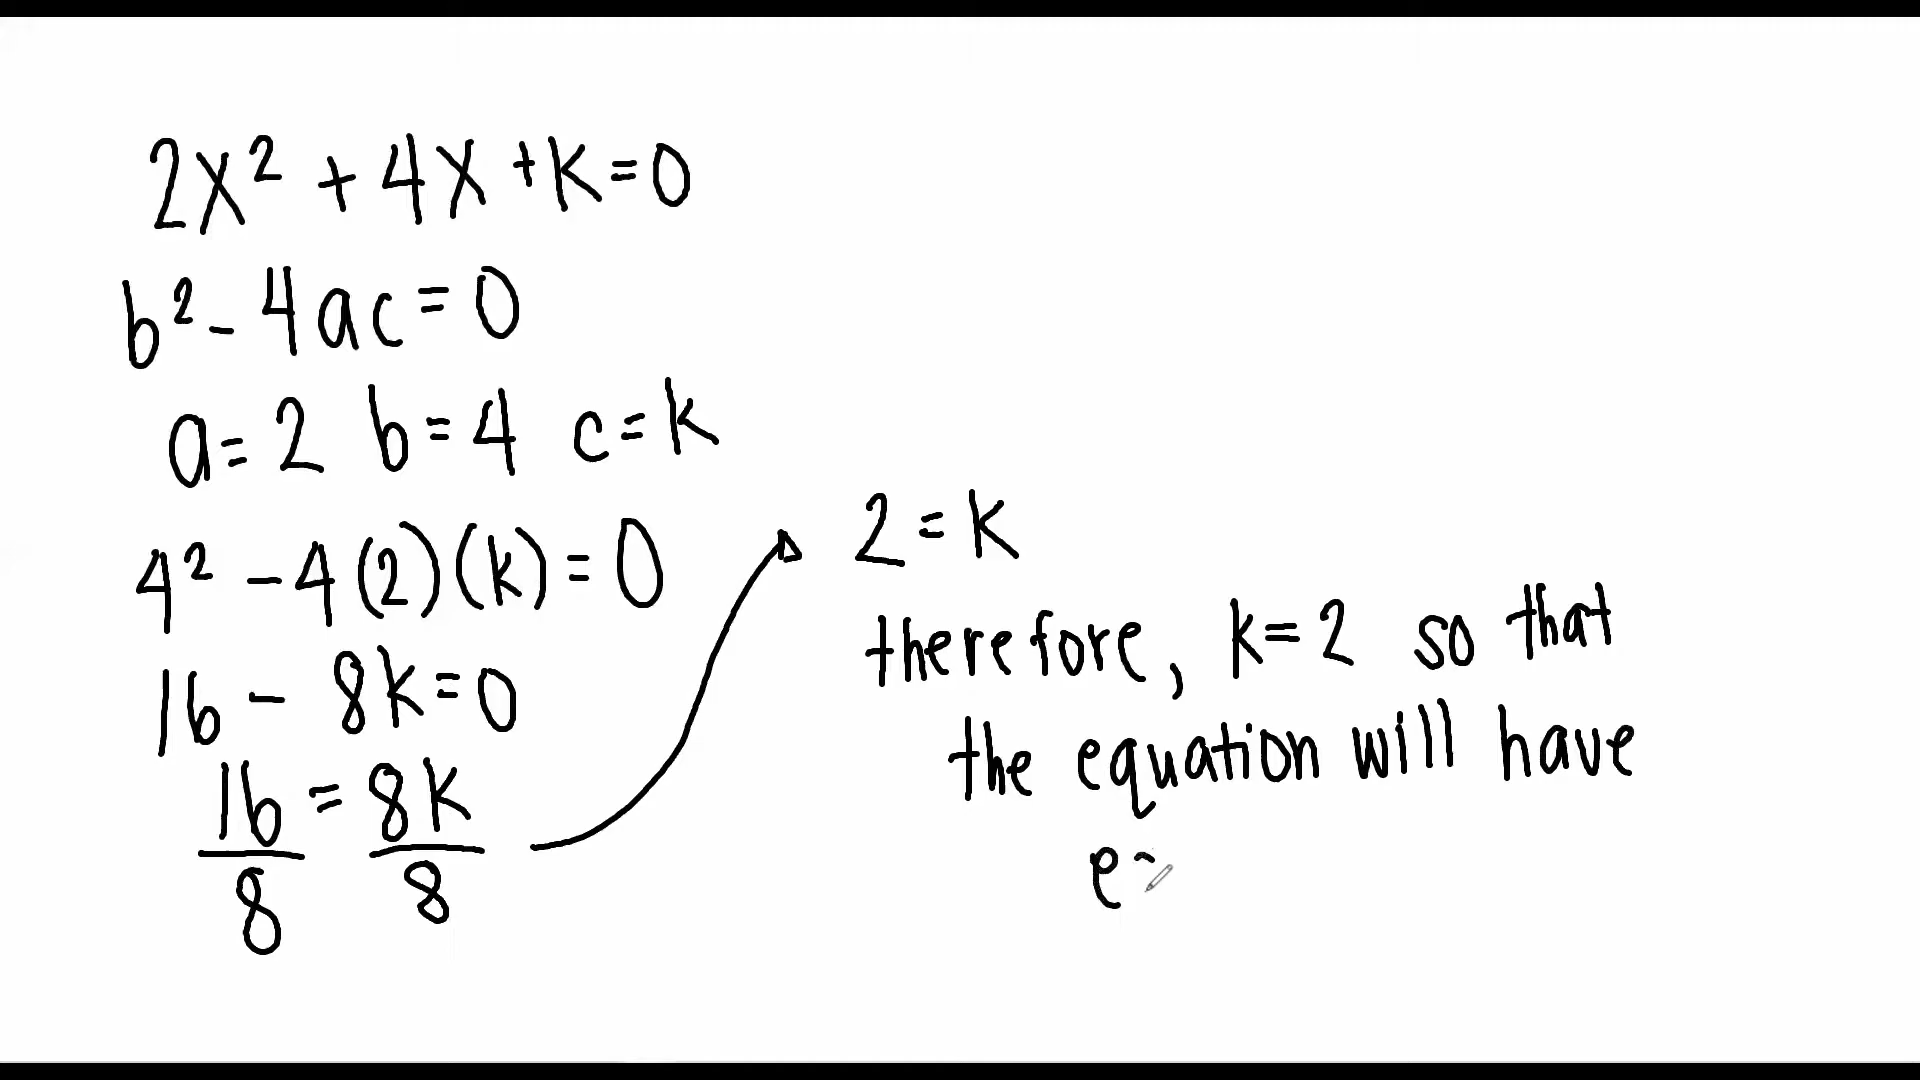 2x² + 4x + k = 0
b² - 4ac = 0
a = 2 b = 4 c = k
4² - 4(2)(k) = 0
16 - 8k = 0
16 = 8k
8 8
2 = k
therefore, k = 2 so that
the equation will have